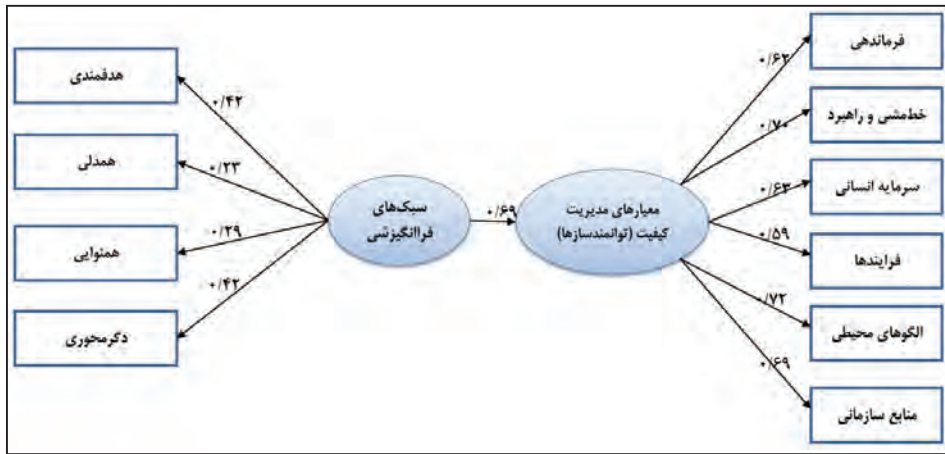 فرماندهی
۰/۶۲
خط‌مشی و راهبرد
۰/۷۰
سرمایه انسانی
۰/۶۳
فرایندها
۰/۵۹
الگوهای محیطی
۰/۷۲
منابع سازمانی
۰/۶۹
معیارهای مدیریت
کیفیت (توانمندسازها)
۰/۶۹
سبک‌های
فراانگیزشی
هدفمندی
۰/۴۲
همدلی
۰/۲۳
همنوایی
۰/۲۹
دگرمحوری
۰/۴۲